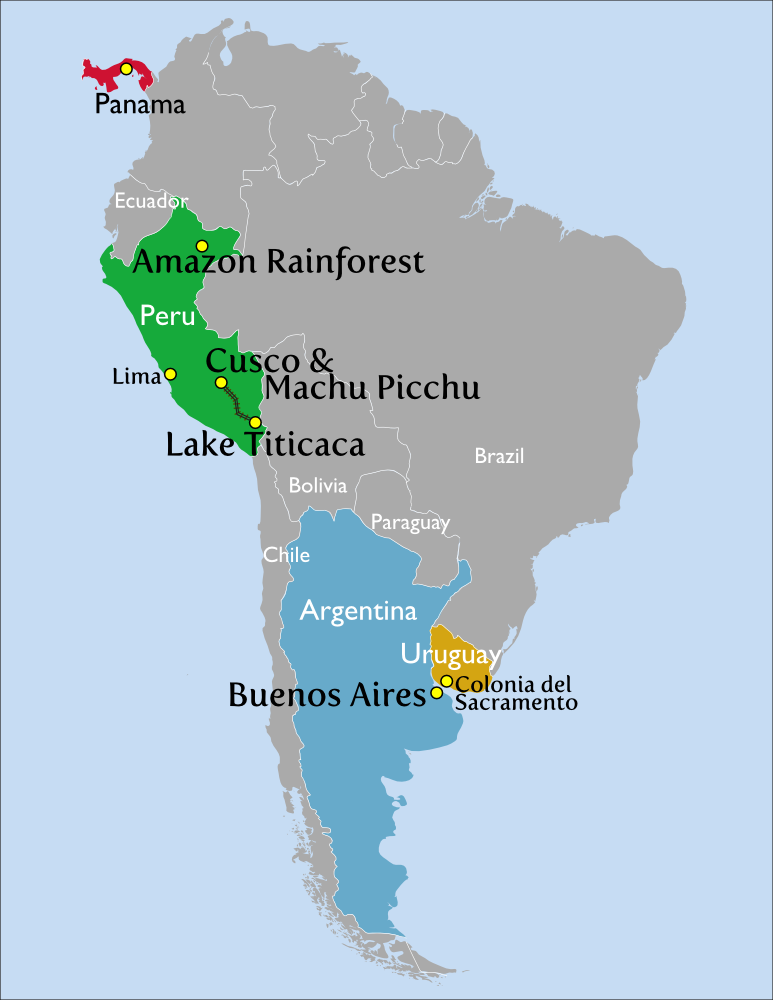 Panama
Ecuador
Amazon Rainforest
Peru
Cusco &
Lima
Machu Picchu
Lake Titicaca
Brazil
Bolivia
Paraguay
Chile
Argentina
Uruguay
Colonia del
Sacramento
Buenos Aires